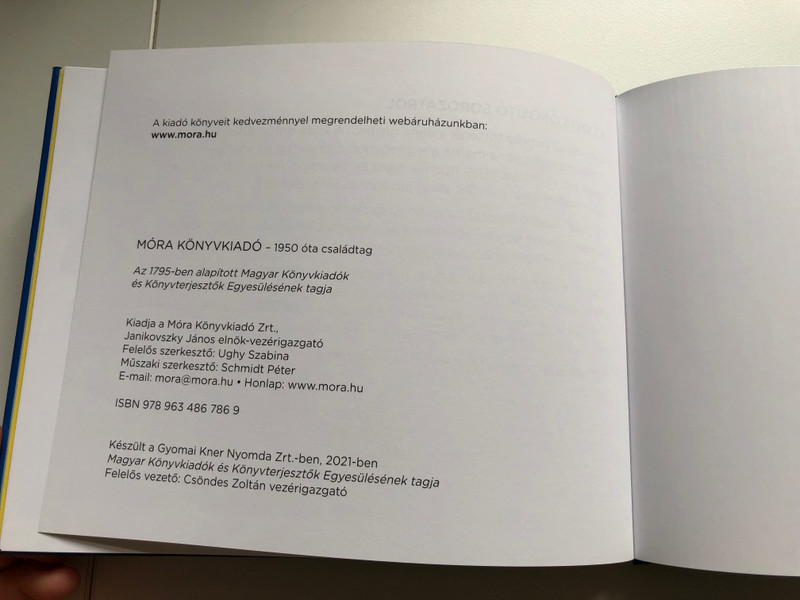 A kiadó könyveit kedvezménnyel megrendelheti webáruházunkban:
www.mora.hu
MÓRA KÖNYVKIADÓ – 1950 óta családtag
Az 1795-ben alapított Magyar Könyvkiadók
és Könyvterjesztők Egyesülésének tagja
Kiadja a Móra Könyvkiadó Zrt.,
Janikovszky János elnök-vezérigazgató
Felelős szerkesztő: Ughy Szabina
Műszaki szerkesztő: Schmidt Péter
E-mail: mora@mora.hu • Honlap: www.mora.hu
ISBN 978 963 486 786 9
Készült a Gyomai Kner Nyomda Zrt.-ben, 2021-ben
Magyar Könyvkiadók és Könyvterjesztők Egyesülésének tagja
Felelős vezető: Csöndes Zoltán vezérigazgató